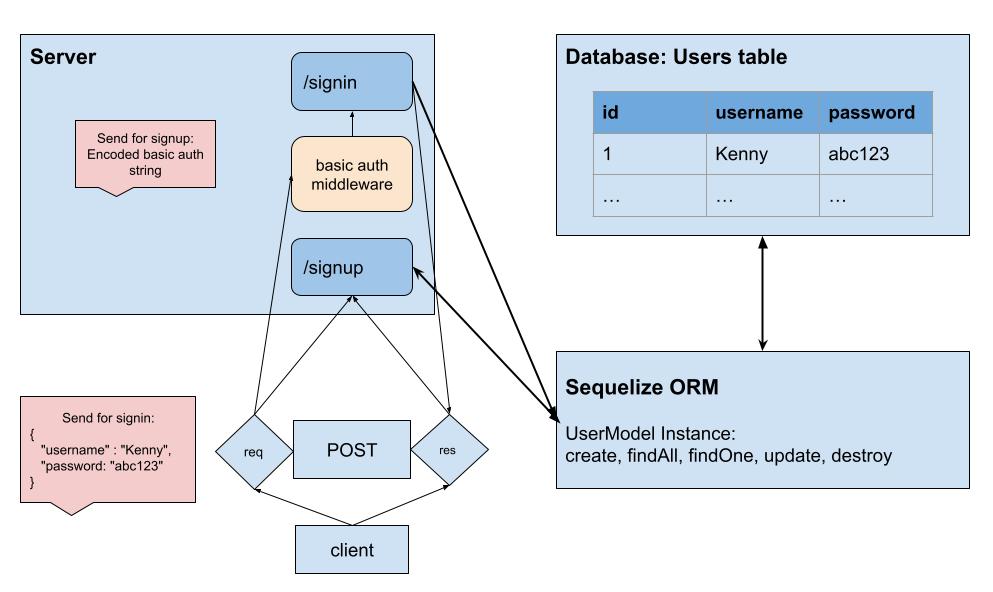 Server
/signin
Send for signup:
Encoded basic auth
string
basic auth
middleware
/signup
Database: Users table
id username password
1 Kenny abc123
... ... ...
Sequelize ORM
UserModel Instance:
create, findAll, findOne, update, destroy
Send for signin:
{
"username" : "Kenny",
"password: "abc123"
}
req
POST
res
client